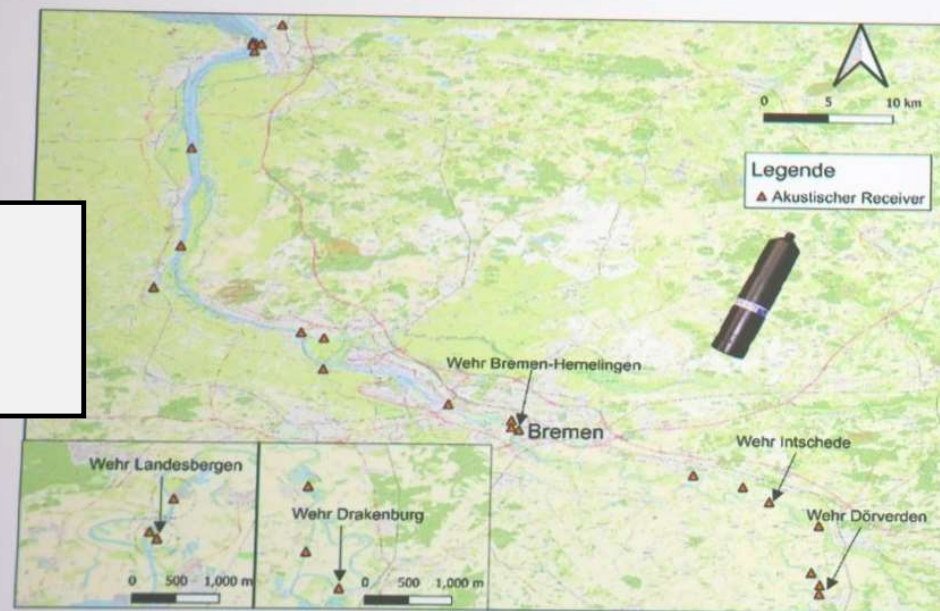 0 5 10 km
Legende
Akustischer Receiver
Wehr Bremen-Hemelingen
Bremen
Wehr Intschede
Wehr Dörverden
Wehr Landesbergen
0 500 1,000 m
Wehr Drakenburg
0 500 1,000 m